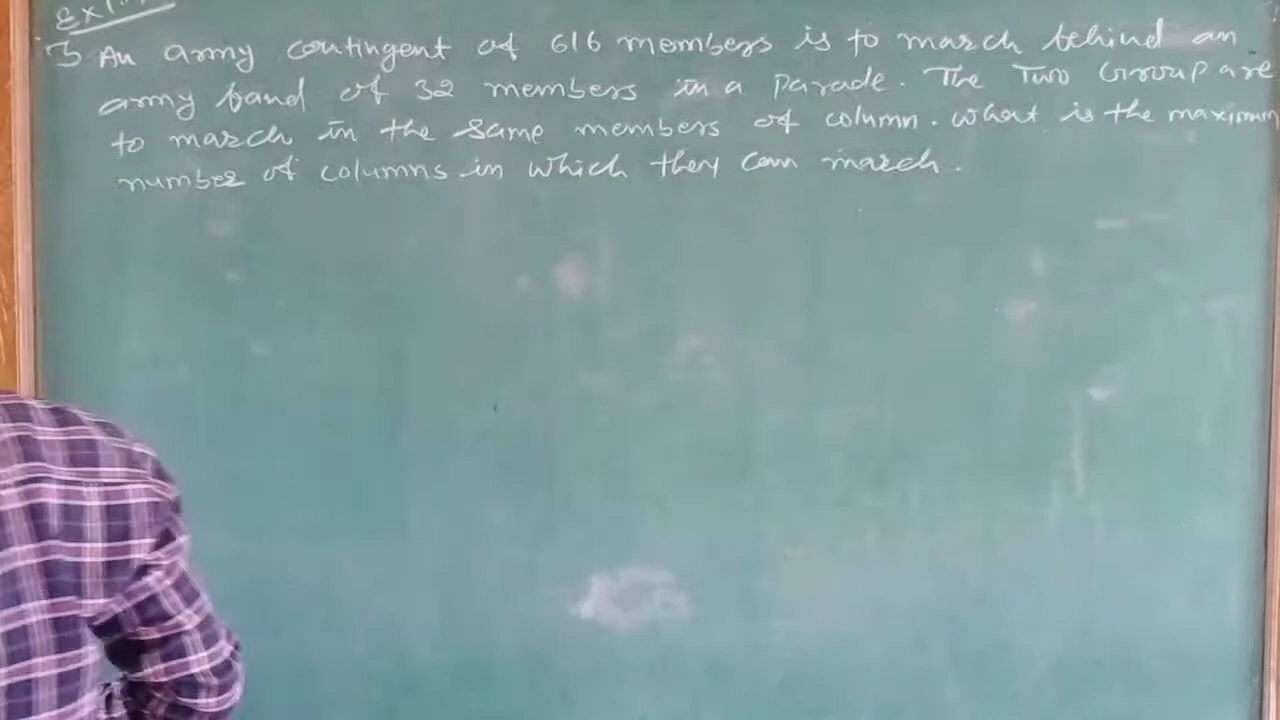 3 An army contingent of 616 members is to march behind an
army band of 32 members in a parade. The Two Group are
to march in the same members of column. what is the maximum
number of columns in which they can march.